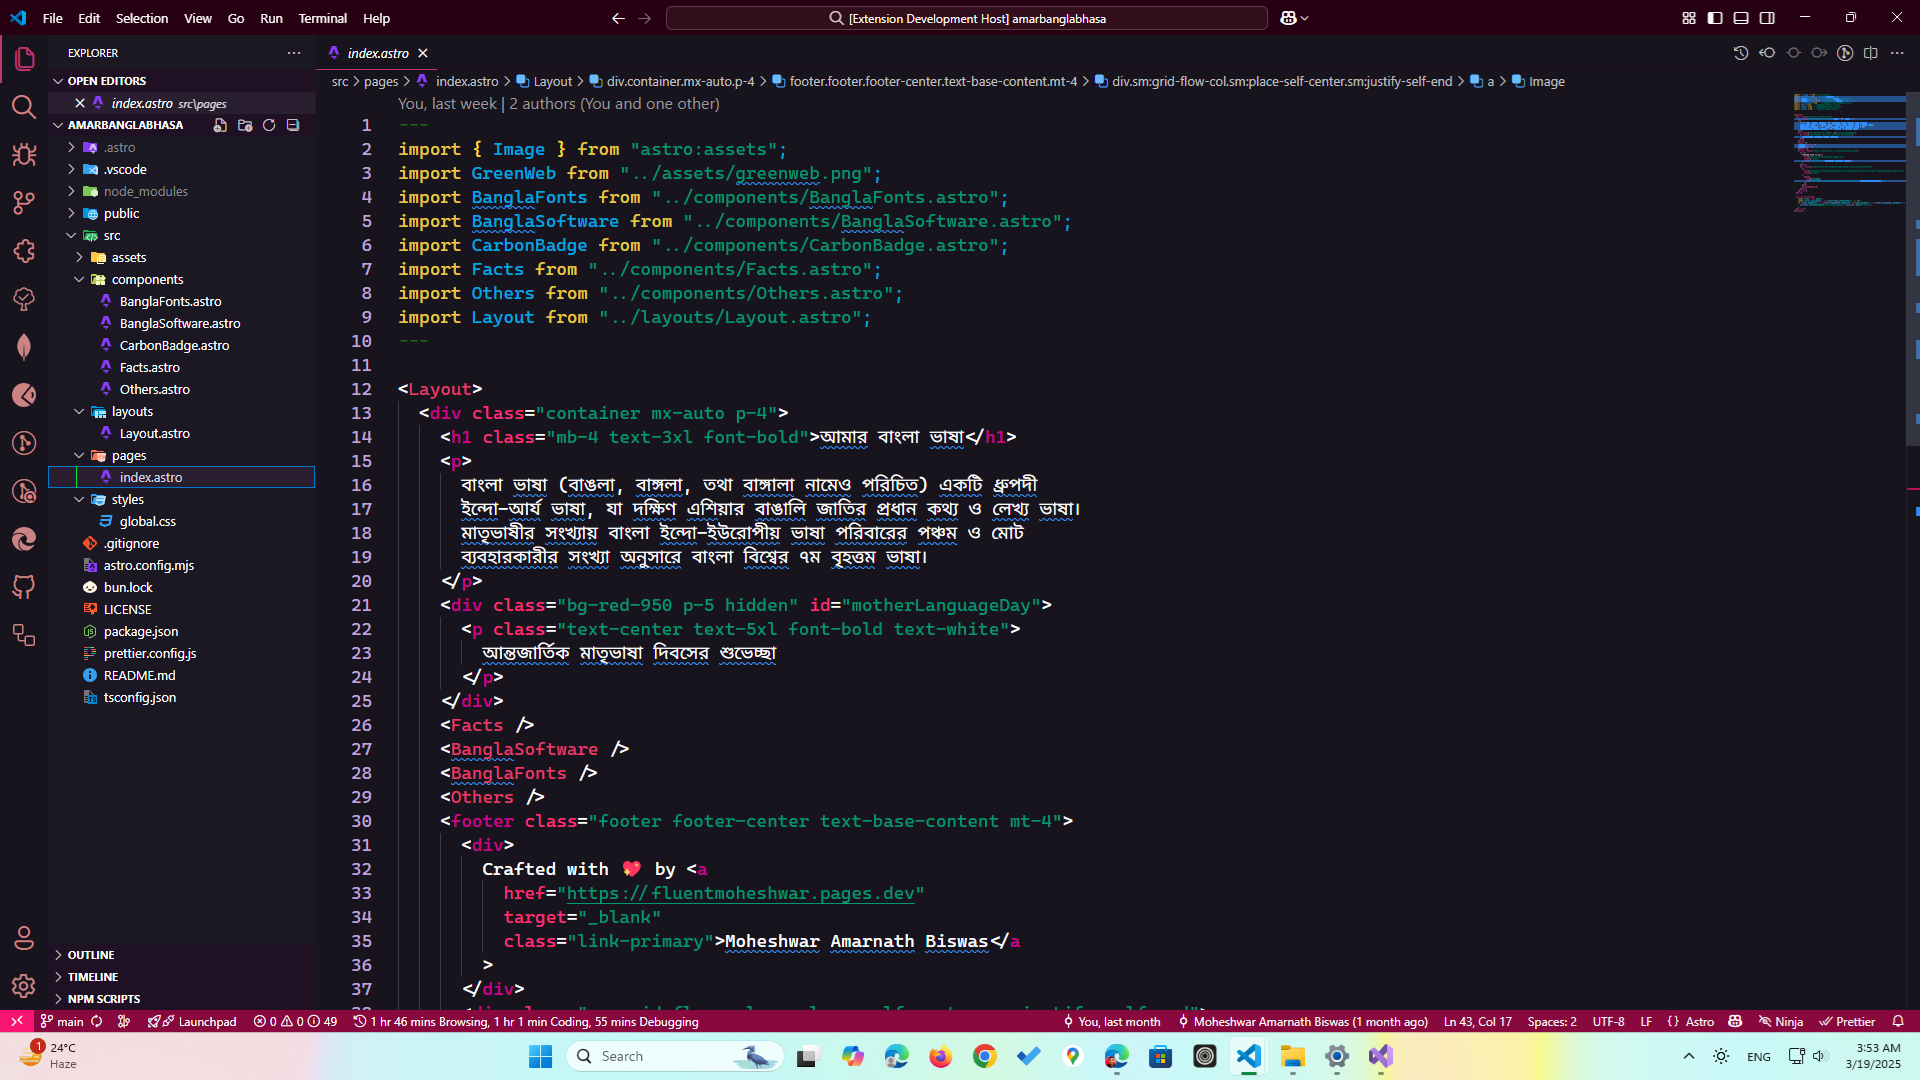 File Edit Selection View Go Run Terminal Help
[Extension Development Host] amarbanglabhasa
EXPLORER
OPEN EDITORS
index.astro src\pages
AMARBANGLABHASA
.astro
.vscode
node_modules
public
src
assets
components
BanglaFonts.astro
BanglaSoftware.astro
CarbonBadge.astro
Facts.astro
Others.astro
layouts
Layout.astro
pages
index.astro
styles
global.css
.gitignore
astro.config.mjs
bun.lock
LICENSE
package.json
prettier.config.js
README.md
tsconfig.json
OUTLINE
TIMELINE
NPM SCRIPTS
index.astro
src > pages > index.astro > Layout > div.container.mx-auto.p-4 > footer.footer.footer-center.text-base-content.mt-4 > div.sm:grid-flow-col.sm:place-self-center.sm:justify-self-end > a > Image
You, last week | 2 authors (You and one other)
1 ---
2 import { Image } from "astro:assets";
3 import GreenWeb from "../assets/greenweb.png";
4 import BanglaFonts from "../components/BanglaFonts.astro";
5 import BanglaSoftware from "../components/BanglaSoftware.astro";
6 import CarbonBadge from "../components/CarbonBadge.astro";
7 import Facts from "../components/Facts.astro";
8 import Others from "../components/Others.astro";
9 import Layout from "../layouts/Layout.astro";
10 ---
11
12 <Layout>
13 <div class="container mx-auto p-4">
14 <h1 class="mb-4 text-3xl font-bold">আমার বাংলা ভাষা</h1>
15 <p>
16 বাংলা ভাষা (বাঙলা, বাঙ্গলা, তথা বাঙ্গালা নামেও পরিচিত) একটি ধ্রুপদী
17 ইন্দো-আর্য ভাষা, যা দক্ষিণ এশিয়ার বাঙালি জাতির প্রধান কথ্য ও লেখ্য ভাষা।
18 মাতৃভাষীর সংখ্যায় বাংলা ইন্দো-ইউরোপীয় ভাষা পরিবারের পঞ্চম ও মোট
19 ব্যবহারকারীর সংখ্যা অনুসারে বাংলা বিশ্বের ৭ম বৃহত্তম ভাষা।
20 </p>
21 <div class="bg-red-950 p-5 hidden" id="motherLanguageDay">
22 <p class="text-center text-5xl font-bold text-white">
23 আন্তজার্তিক মাতৃভাষা দিবসের শুভেচ্ছা
24 </p>
25 </div>
26 <Facts />
27 <BanglaSoftware />
28 <BanglaFonts />
29 <Others />
30 <footer class="footer footer-center text-base-content mt-4">
31 <div>
32 Crafted with 💖 by <a
33 href="https://fluentmoheshwar.pages.dev"
34 target="_blank"
35 class="link-primary">Moheshwar Amarnath Biswas</a
36 >
37 </div>
main Launchpad 0 0 49 1 hr 46 mins Browsing, 1 hr 1 min Coding, 55 mins Debugging You, last month Moheshwar Amarnath Biswas (1 month ago) Ln 43, Col 17 Spaces: 2 UTF-8 LF {} Astro Ninja Prettier
1
24°C
Haze
Search
ENG
3:53 AM
3/19/2025